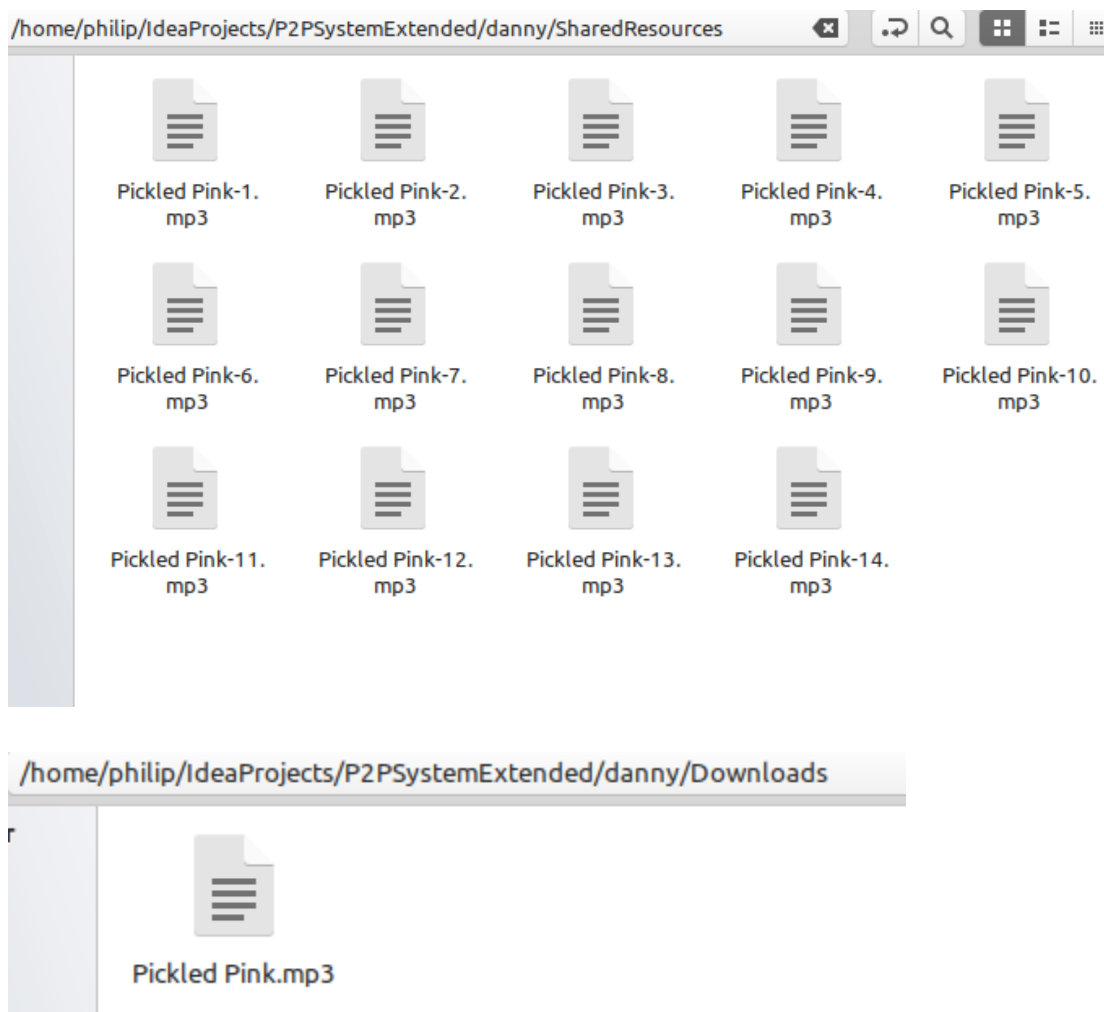 /home/philip/IdeaProjects/P2PSystemExtended/danny/SharedResources
Pickled Pink-1. Pickled Pink-2. Pickled Pink-3. Pickled Pink-4. Pickled Pink-5.
mp3 mp3 mp3 mp3 mp3
Pickled Pink-6. Pickled Pink-7. Pickled Pink-8. Pickled Pink-9. Pickled Pink-10.
mp3 mp3 mp3 mp3 mp3
Pickled Pink-11. Pickled Pink-12. Pickled Pink-13. Pickled Pink-14.
mp3 mp3 mp3 mp3
/home/philip/IdeaProjects/P2PSystemExtended/danny/Downloads
Pickled Pink.mp3